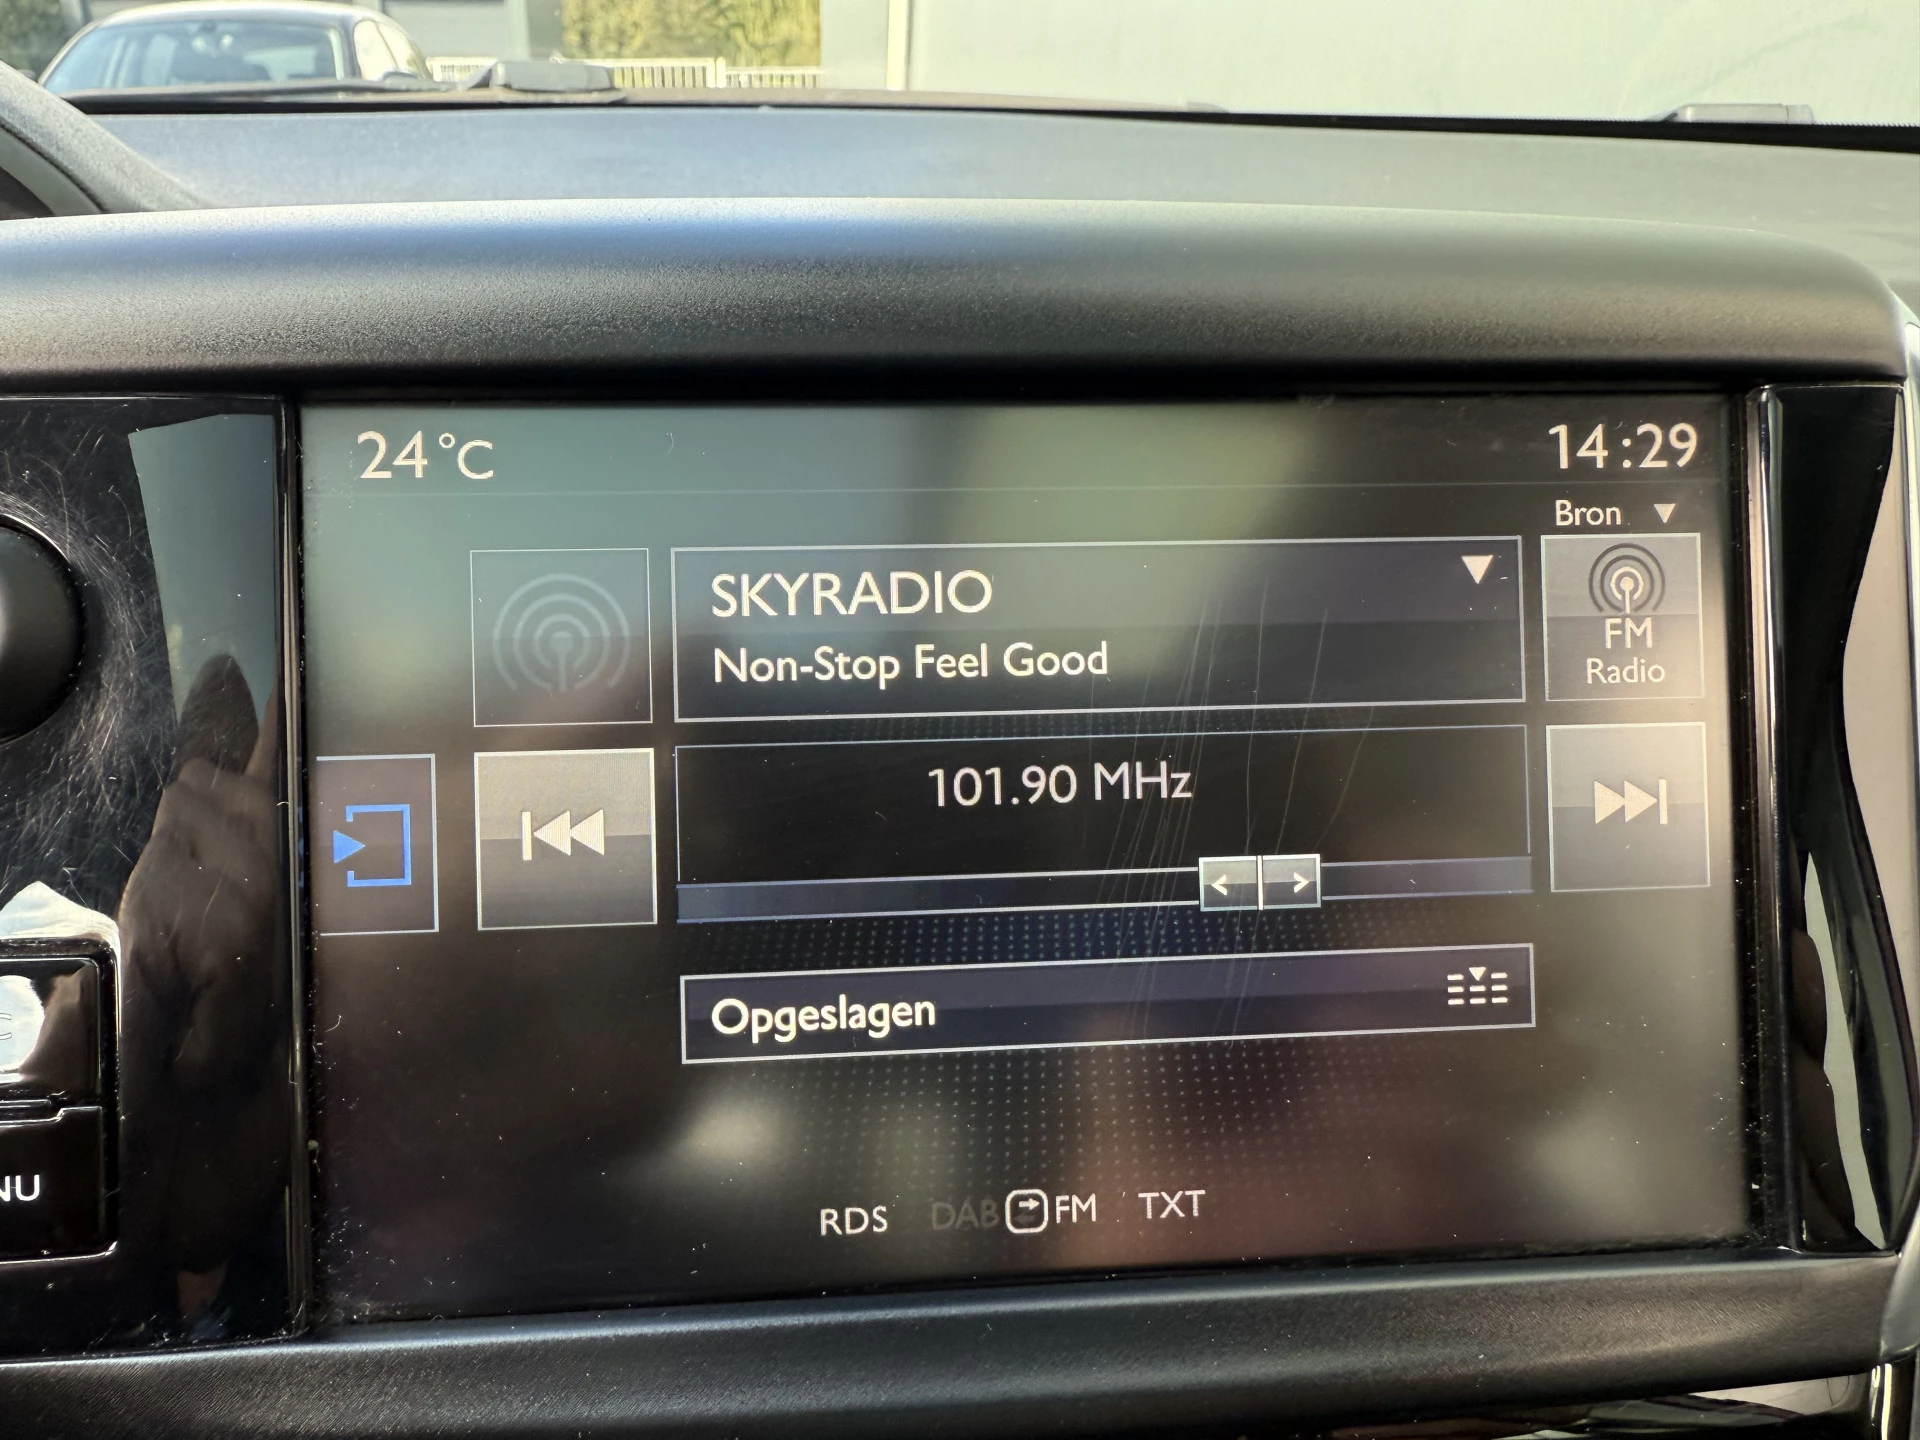 24°C
14:29
Bron
SKYRADIO
Non-Stop Feel Good
FM
Radio
101.90 MHz
Opgeslagen
NU
RDS DAB FM TXT